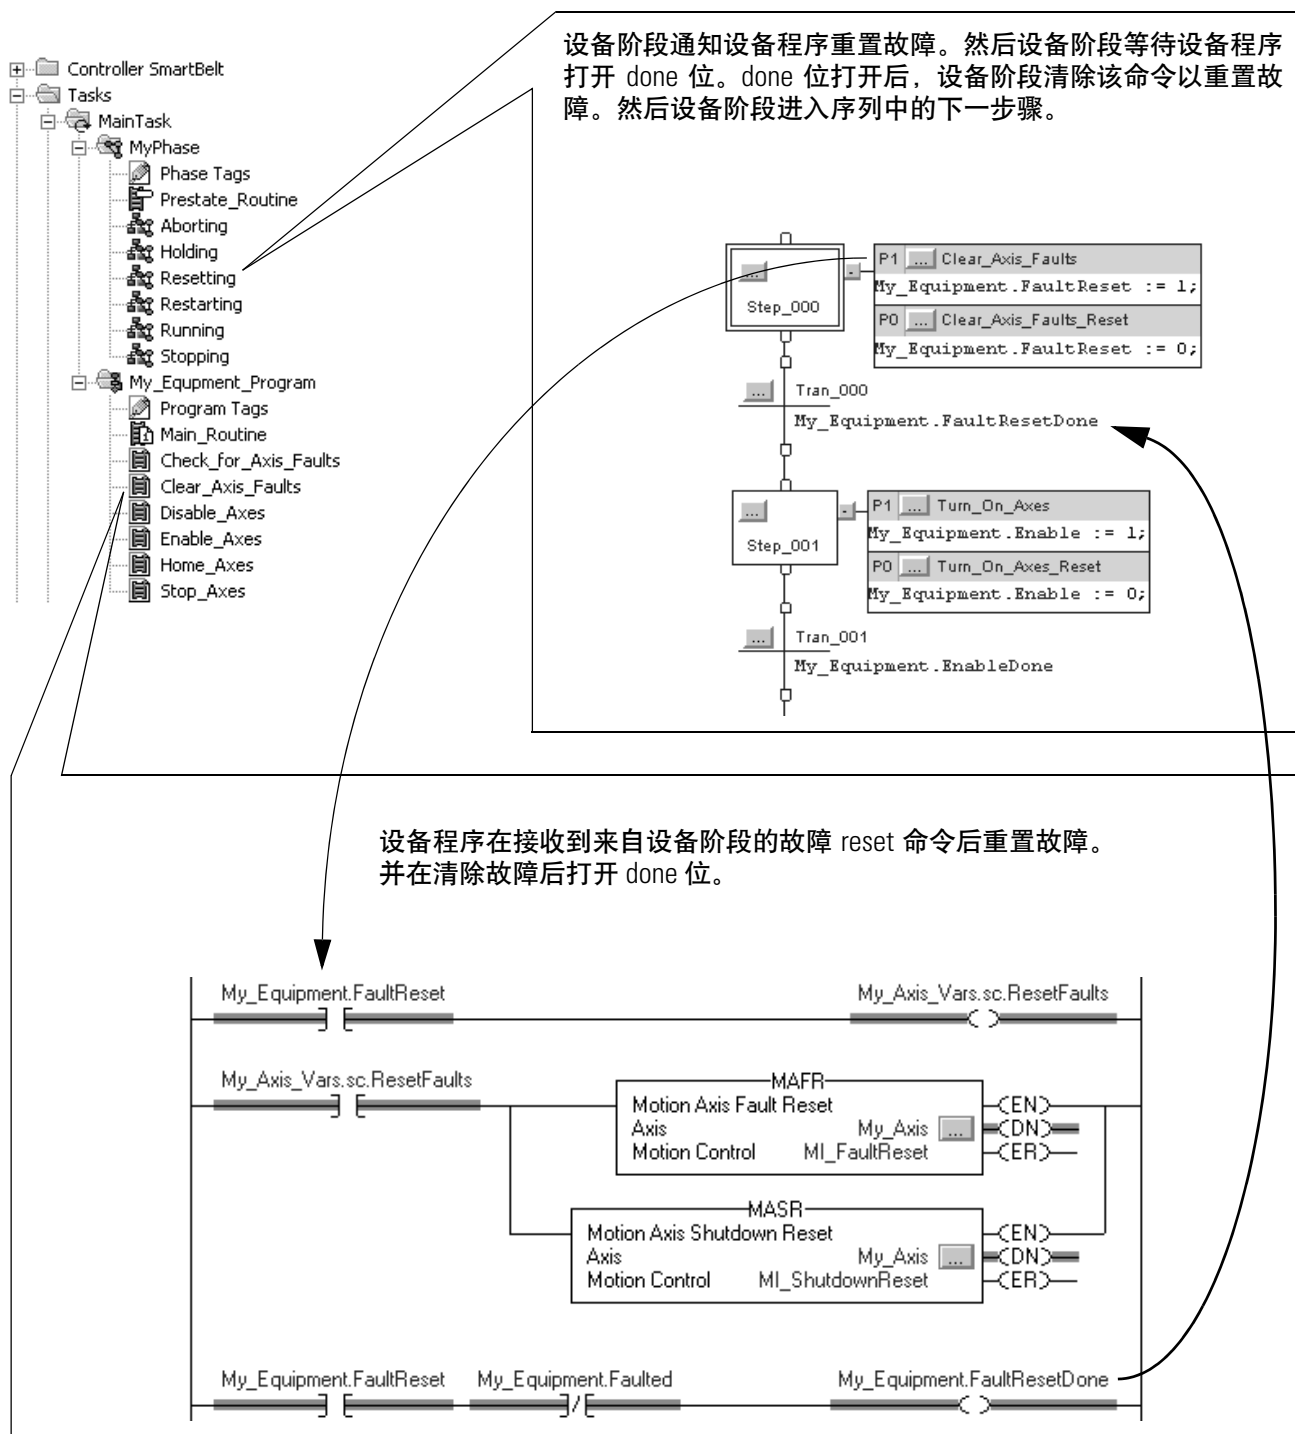 设备阶段通知设备程序重置故障。然后设备阶段等待设备程序
打开 done 位。done 位打开后，设备阶段清除该命令以重置故
障。然后设备阶段进入序列中的下一步骤。
Controller SmartBelt
Tasks
MainTask
MyPhase
Phase Tags
Prestate_Routine
Aborting
Holding
Resetting
Restarting
Running
Stopping
My_Equpment_Program
Program Tags
Main_Routine
Check_for_Axis_Faults
Clear_Axis_Faults
Disable_Axes
Enable_Axes
Home_Axes
Stop_Axes
...
Step_000
P1 ... Clear_Axis_Faults
My_Equipment.FaultReset := 1;
P0 ... Clear_Axis_Faults_Reset
My_Equipment.FaultReset := 0;
... Tran_000
My_Equipment.FaultResetDone
...
Step_001
P1 ... Turn_On_Axes
My_Equipment.Enable := 1;
P0 ... Turn_On_Axes_Reset
My_Equipment.Enable := 0;
... Tran_001
My_Equipment.EnableDone
设备程序在接收到来自设备阶段的故障 reset 命令后重置故障。
并在清除故障后打开 done 位。
My_Equipment.FaultReset My_Axis_Vars.sc.ResetFaults
My_Axis_Vars.sc.ResetFaults
MAFR
Motion Axis Fault Reset EN
Axis My_Axis ... DN
Motion Control MI_FaultReset ER
MASR
Motion Axis Shutdown Reset EN
Axis My_Axis ... DN
Motion Control MI_ShutdownReset ER
My_Equipment.FaultReset My_Equipment.Faulted My_Equipment.FaultResetDone